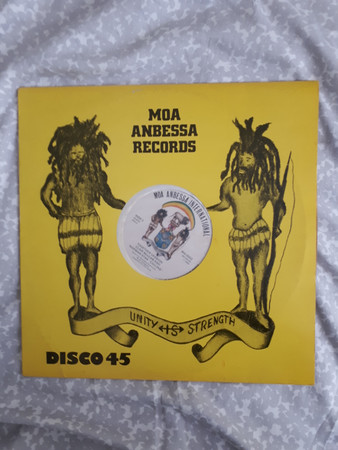 MOA
ANBESSA
RECORDS
MOA ANBESSA INTERNATIONAL
UNITY IS STRENGTH
DISCO 45